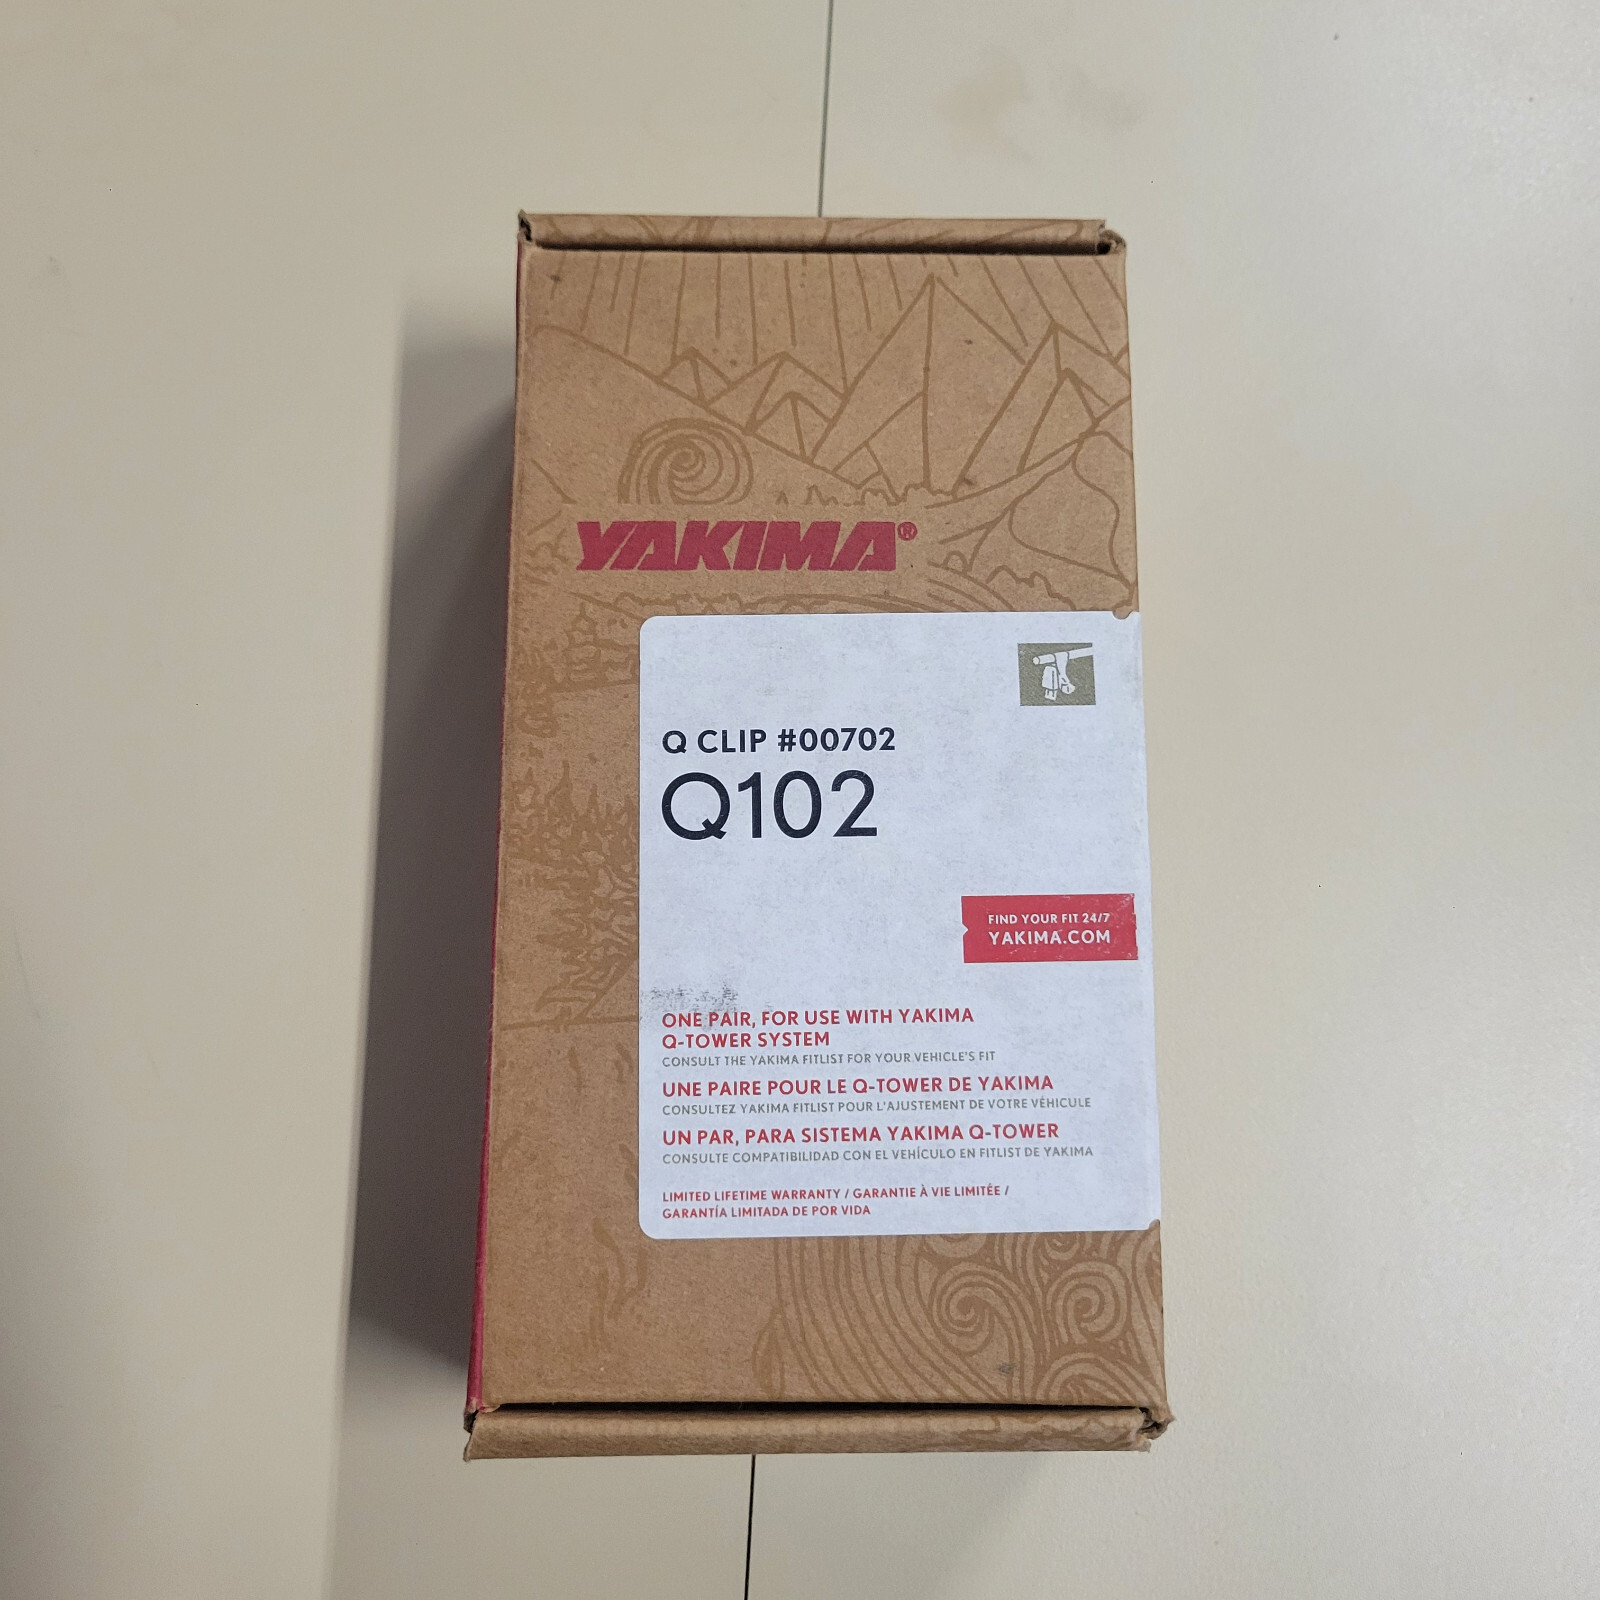 YAKIMA®
Q CLIP #00702
Q102
FIND YOUR FIT 24/7
YAKIMA.COM
ONE PAIR, FOR USE WITH YAKIMA
Q-TOWER SYSTEM
CONSULT THE YAKIMA FITLIST FOR YOUR VEHICLE'S FIT
UNE PAIRE POUR LE Q-TOWER DE YAKIMA
CONSULTEZ YAKIMA FITLIST POUR L'AJUSTEMENT DE VOTRE VÉHICULE
UN PAR, PARA SISTEMA YAKIMA Q-TOWER
CONSULTE COMPATIBILIDAD CON EL VEHÍCULO EN FITLIST DE YAKIMA
LIMITED LIFETIME WARRANTY / GARANTIE À VIE LIMITÉE /
GARANTÍA LIMITADA DE POR VIDA